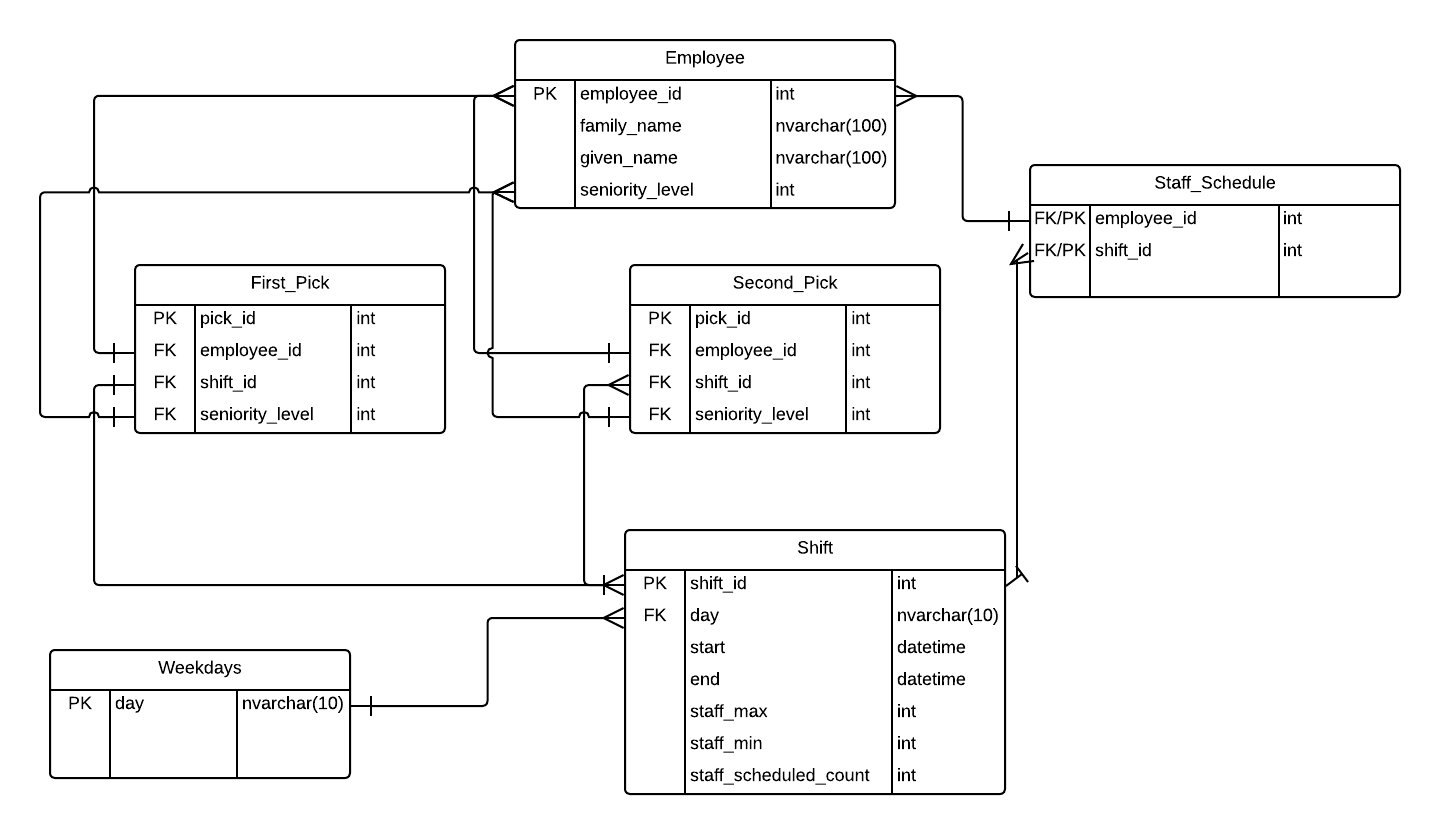 Employee
PK employee_id int
family_name nvarchar(100)
given_name nvarchar(100)
seniority_level int
Staff_Schedule
FK/PK employee_id int
FK/PK shift_id int
First_Pick
PK pick_id int
FK employee_id int
FK shift_id int
FK seniority_level int
Second_Pick
PK pick_id int
FK employee_id int
FK shift_id int
FK seniority_level int
Shift
PK shift_id int
FK day nvarchar(10)
start datetime
end datetime
staff_max int
staff_min int
staff_scheduled_count int
Weekdays
PK day nvarchar(10)